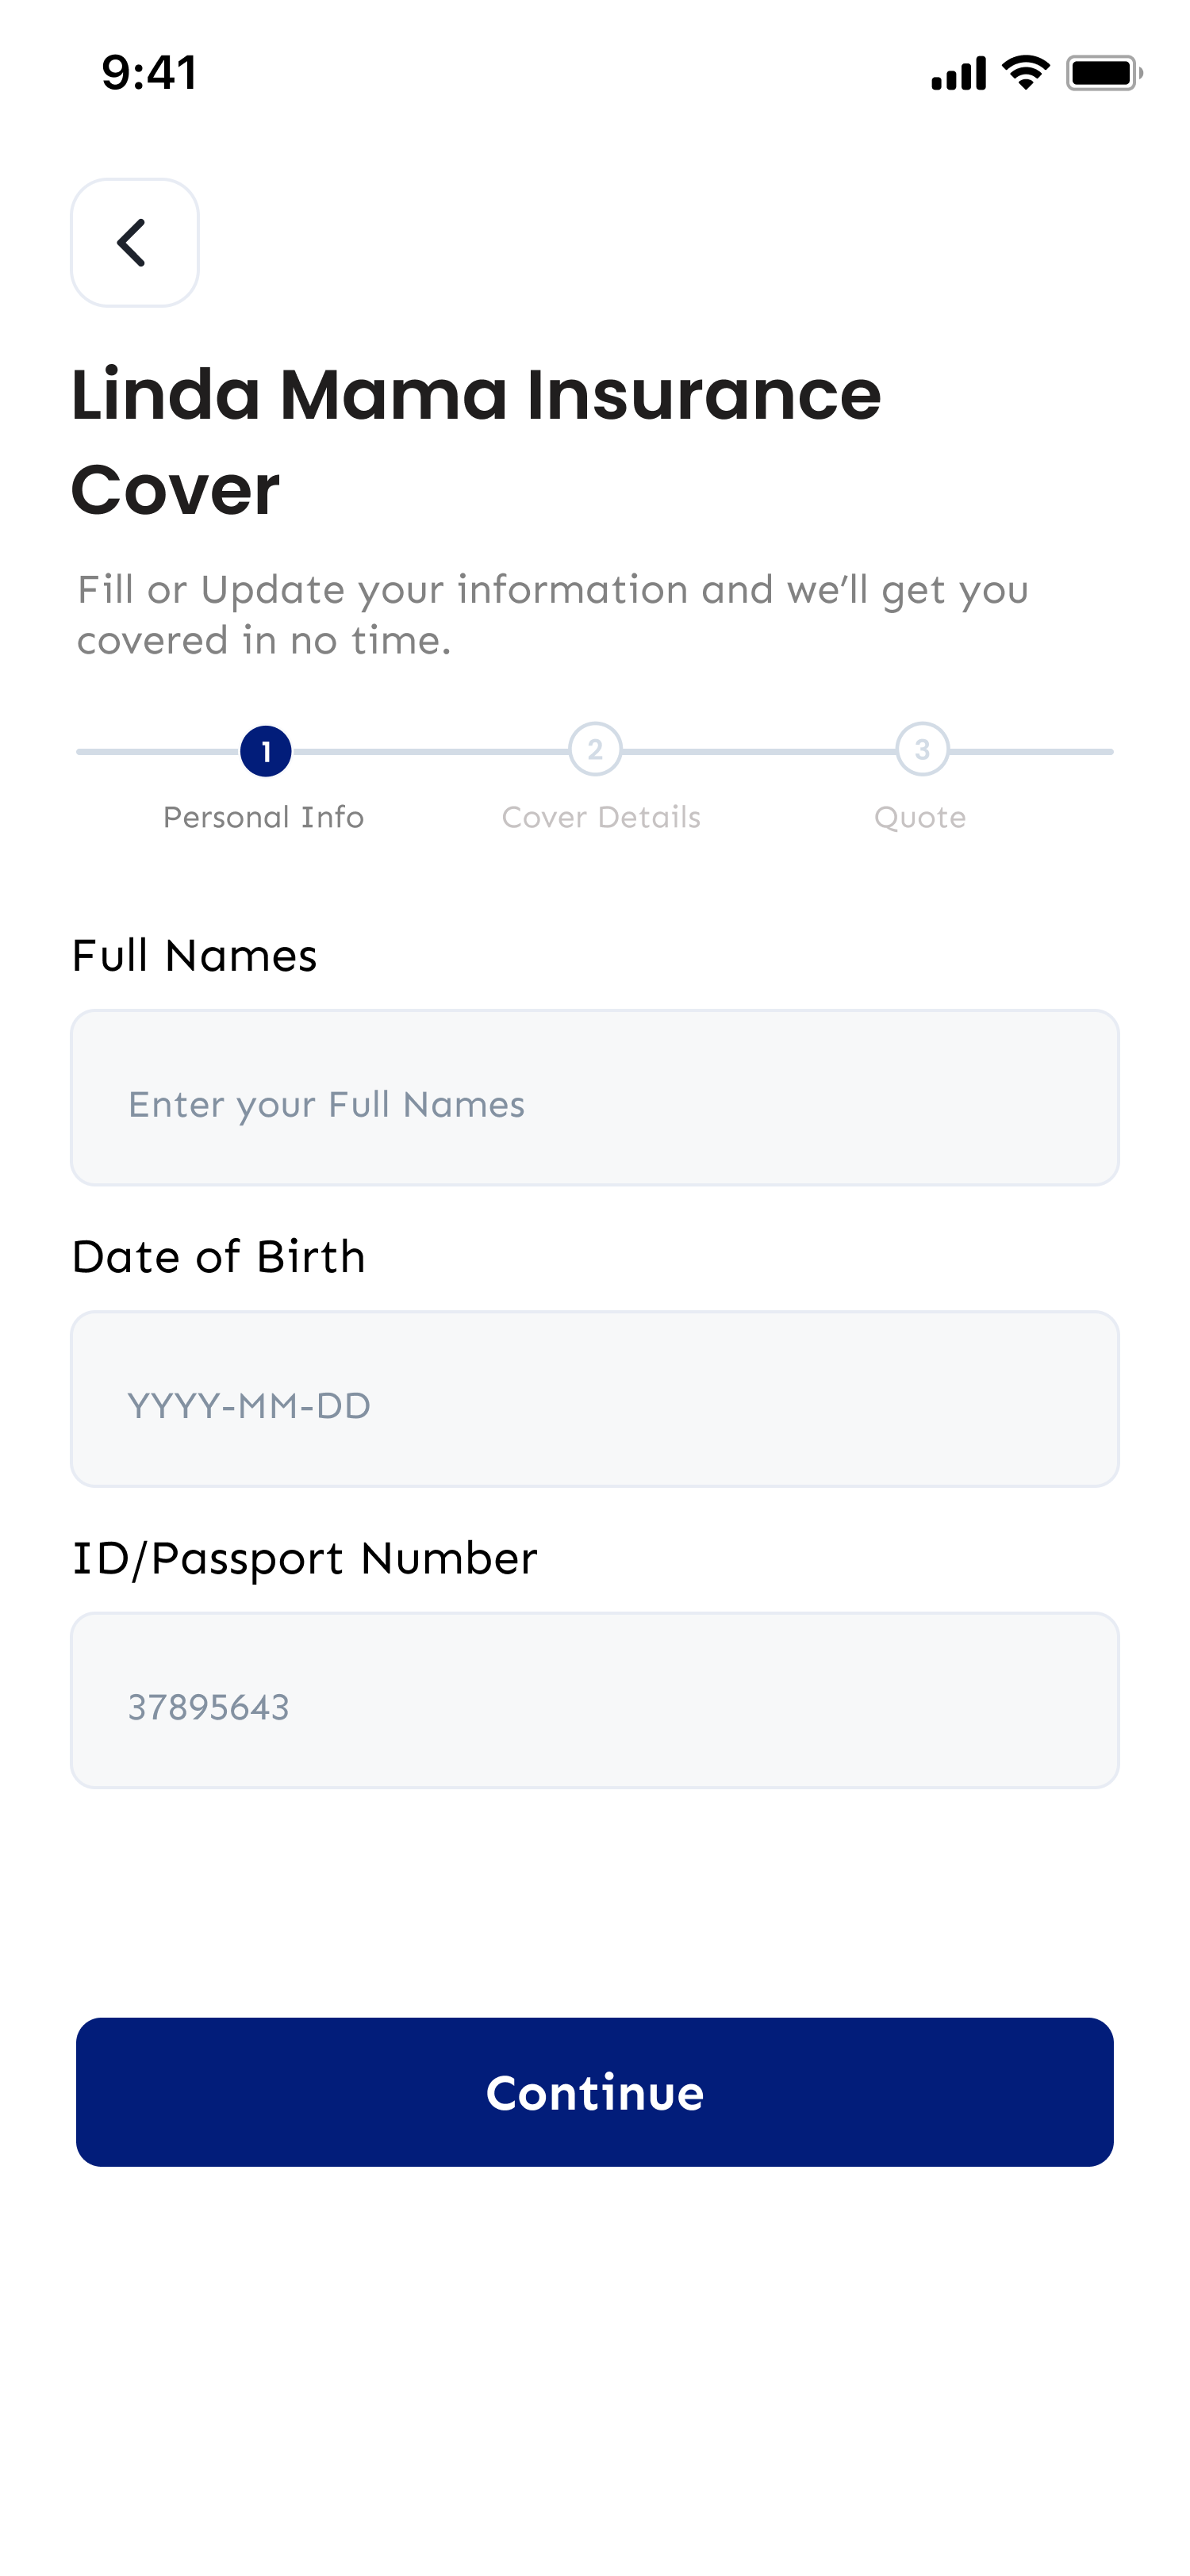 9:41
Linda Mama Insurance
Cover
Fill or Update your information and we’ll get you
covered in no time.
1
2
3
Personal Info
Cover Details
Quote
Full Names
Enter your Full Names
Date of Birth
YYYY-MM-DD
ID/Passport Number
37895643
Continue